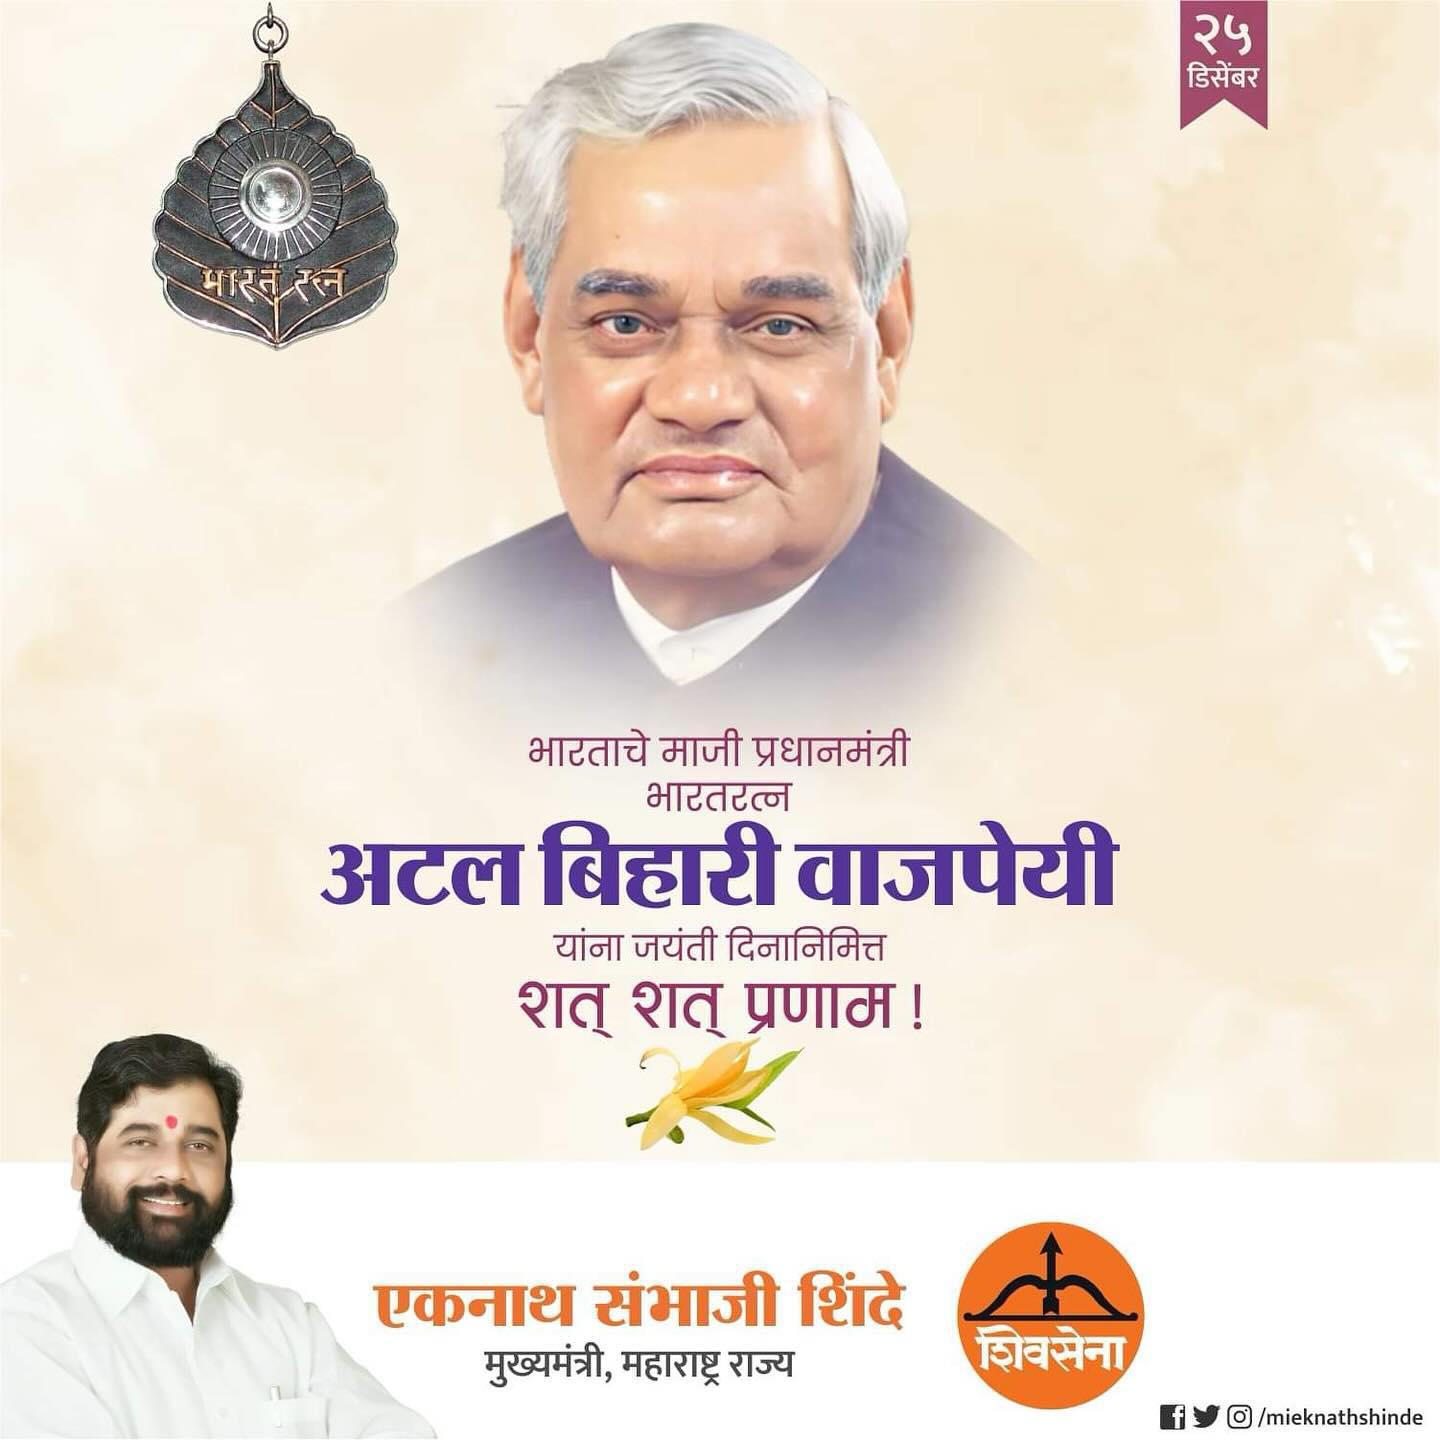 २५
डिसेंबर
भारत रत्न
भारताचे माजी प्रधानमंत्री
भारतरत्न
अटल बिहारी वाजपेयी
यांना जयंती दिनानिमित्त
शत् शत् प्रणाम !
एकनाथ संभाजी शिंदे
मुख्यमंत्री, महाराष्ट्र राज्य
शिवसेना
/mieknathshinde